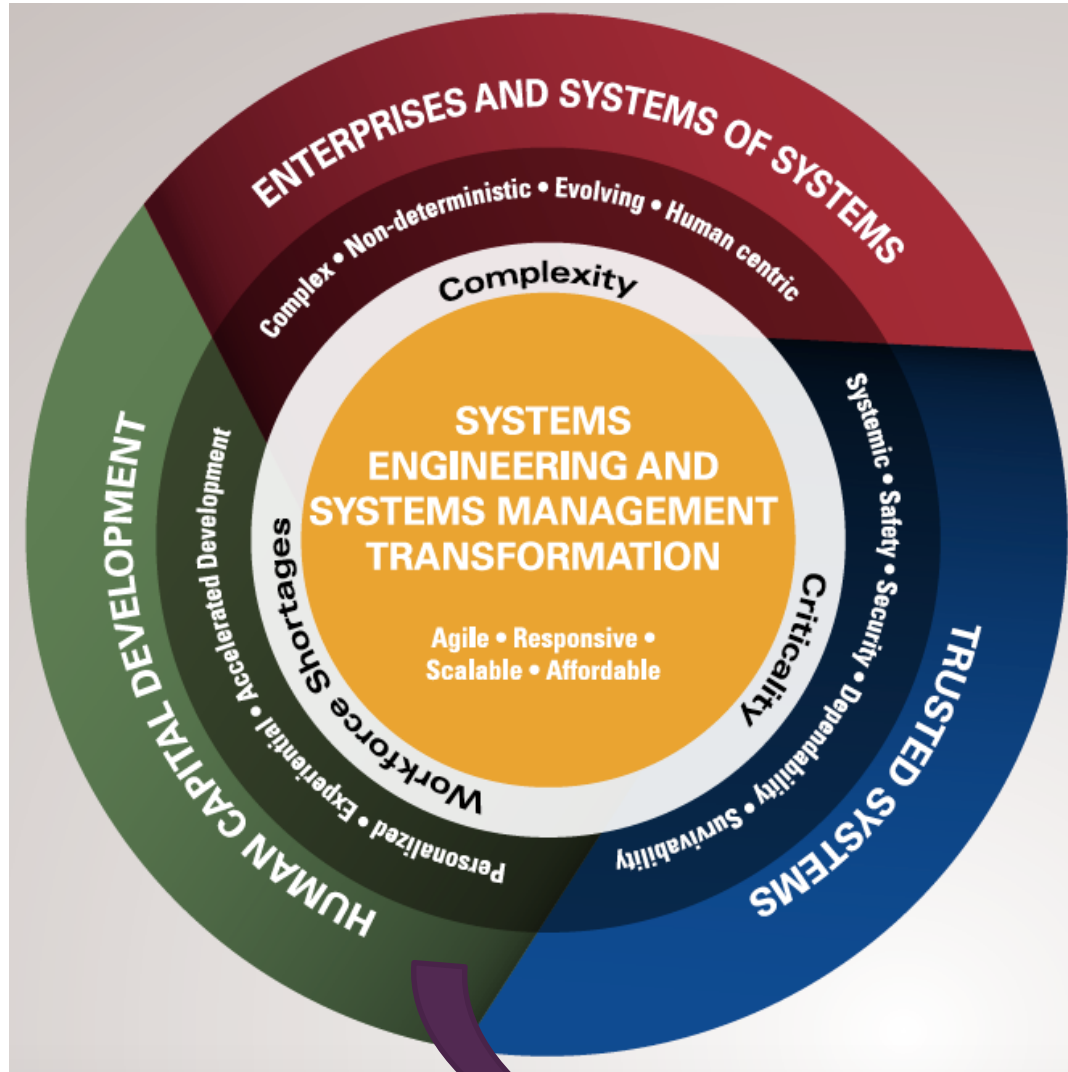 ENTERPRISES AND SYSTEMS OF SYSTEMS
Complex • Non-deterministic • Evolving • Human centric
Complexity
SYSTEMS
ENGINEERING AND
SYSTEMS MANAGEMENT
TRANSFORMATION
Agile • Responsive •
Scalable • Affordable
Criticality
Systemic • Safety • Security • Dependability • Survivability
TRUSTED SYSTEMS
Workforce Shortages
Personalized • Experiential • Accelerated Development
HUMAN CAPITAL DEVELOPMENT